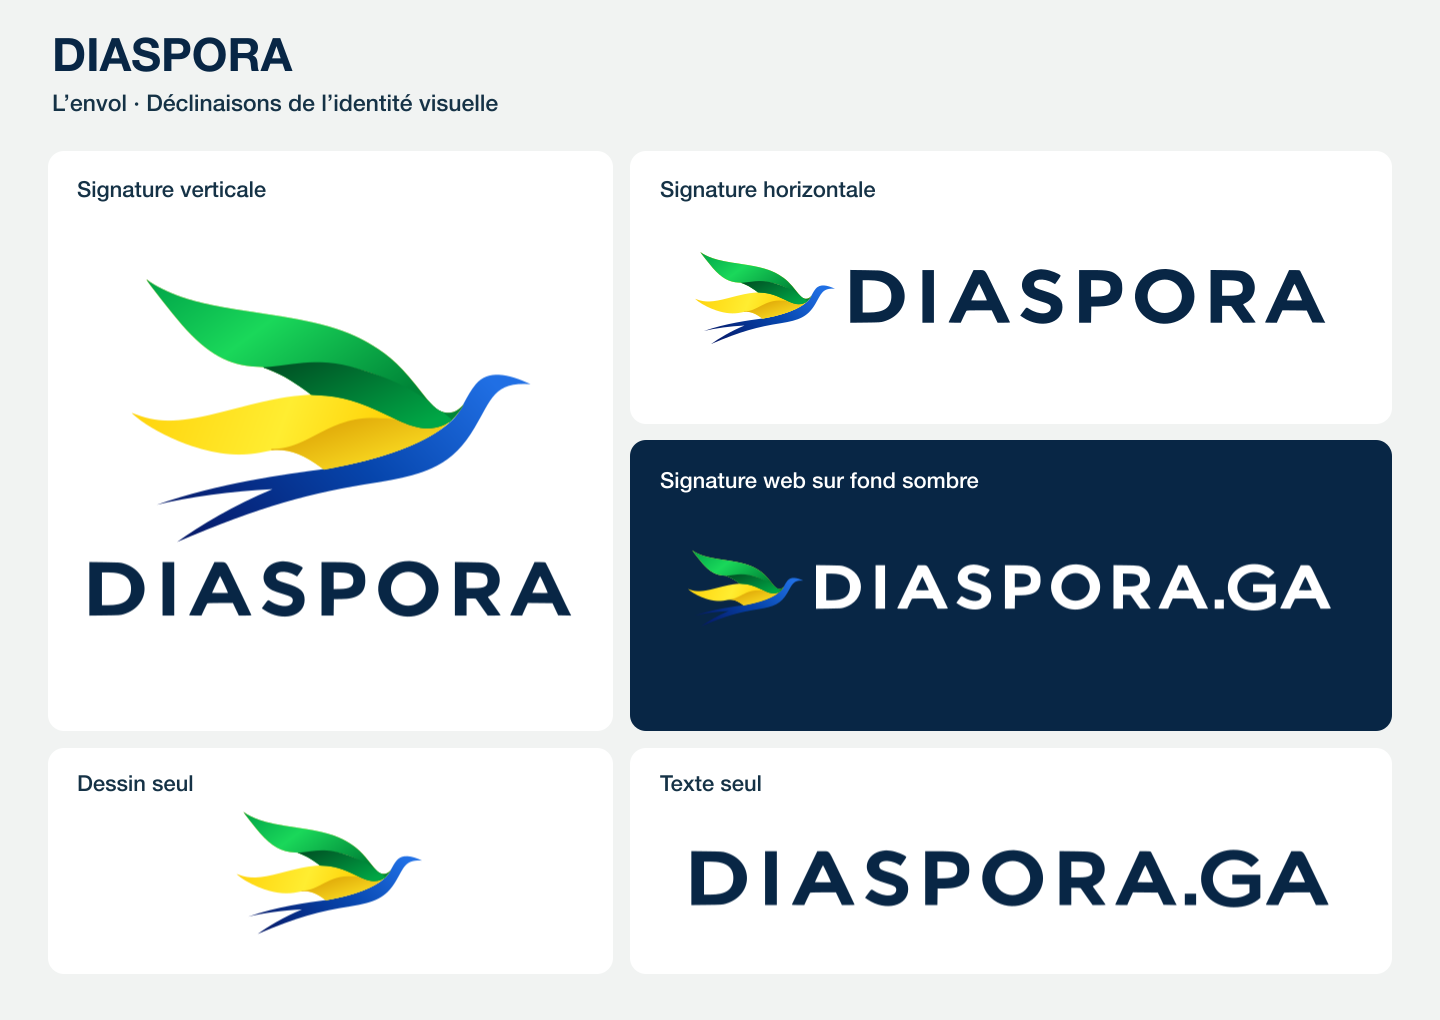 DIASPORA
L’envol · Déclinaisons de l’identité visuelle
Signature verticale
DIASPORA
Signature horizontale
DIASPORA
Signature web sur fond sombre
DIASPORA.GA
Dessin seul
Texte seul
DIASPORA.GA